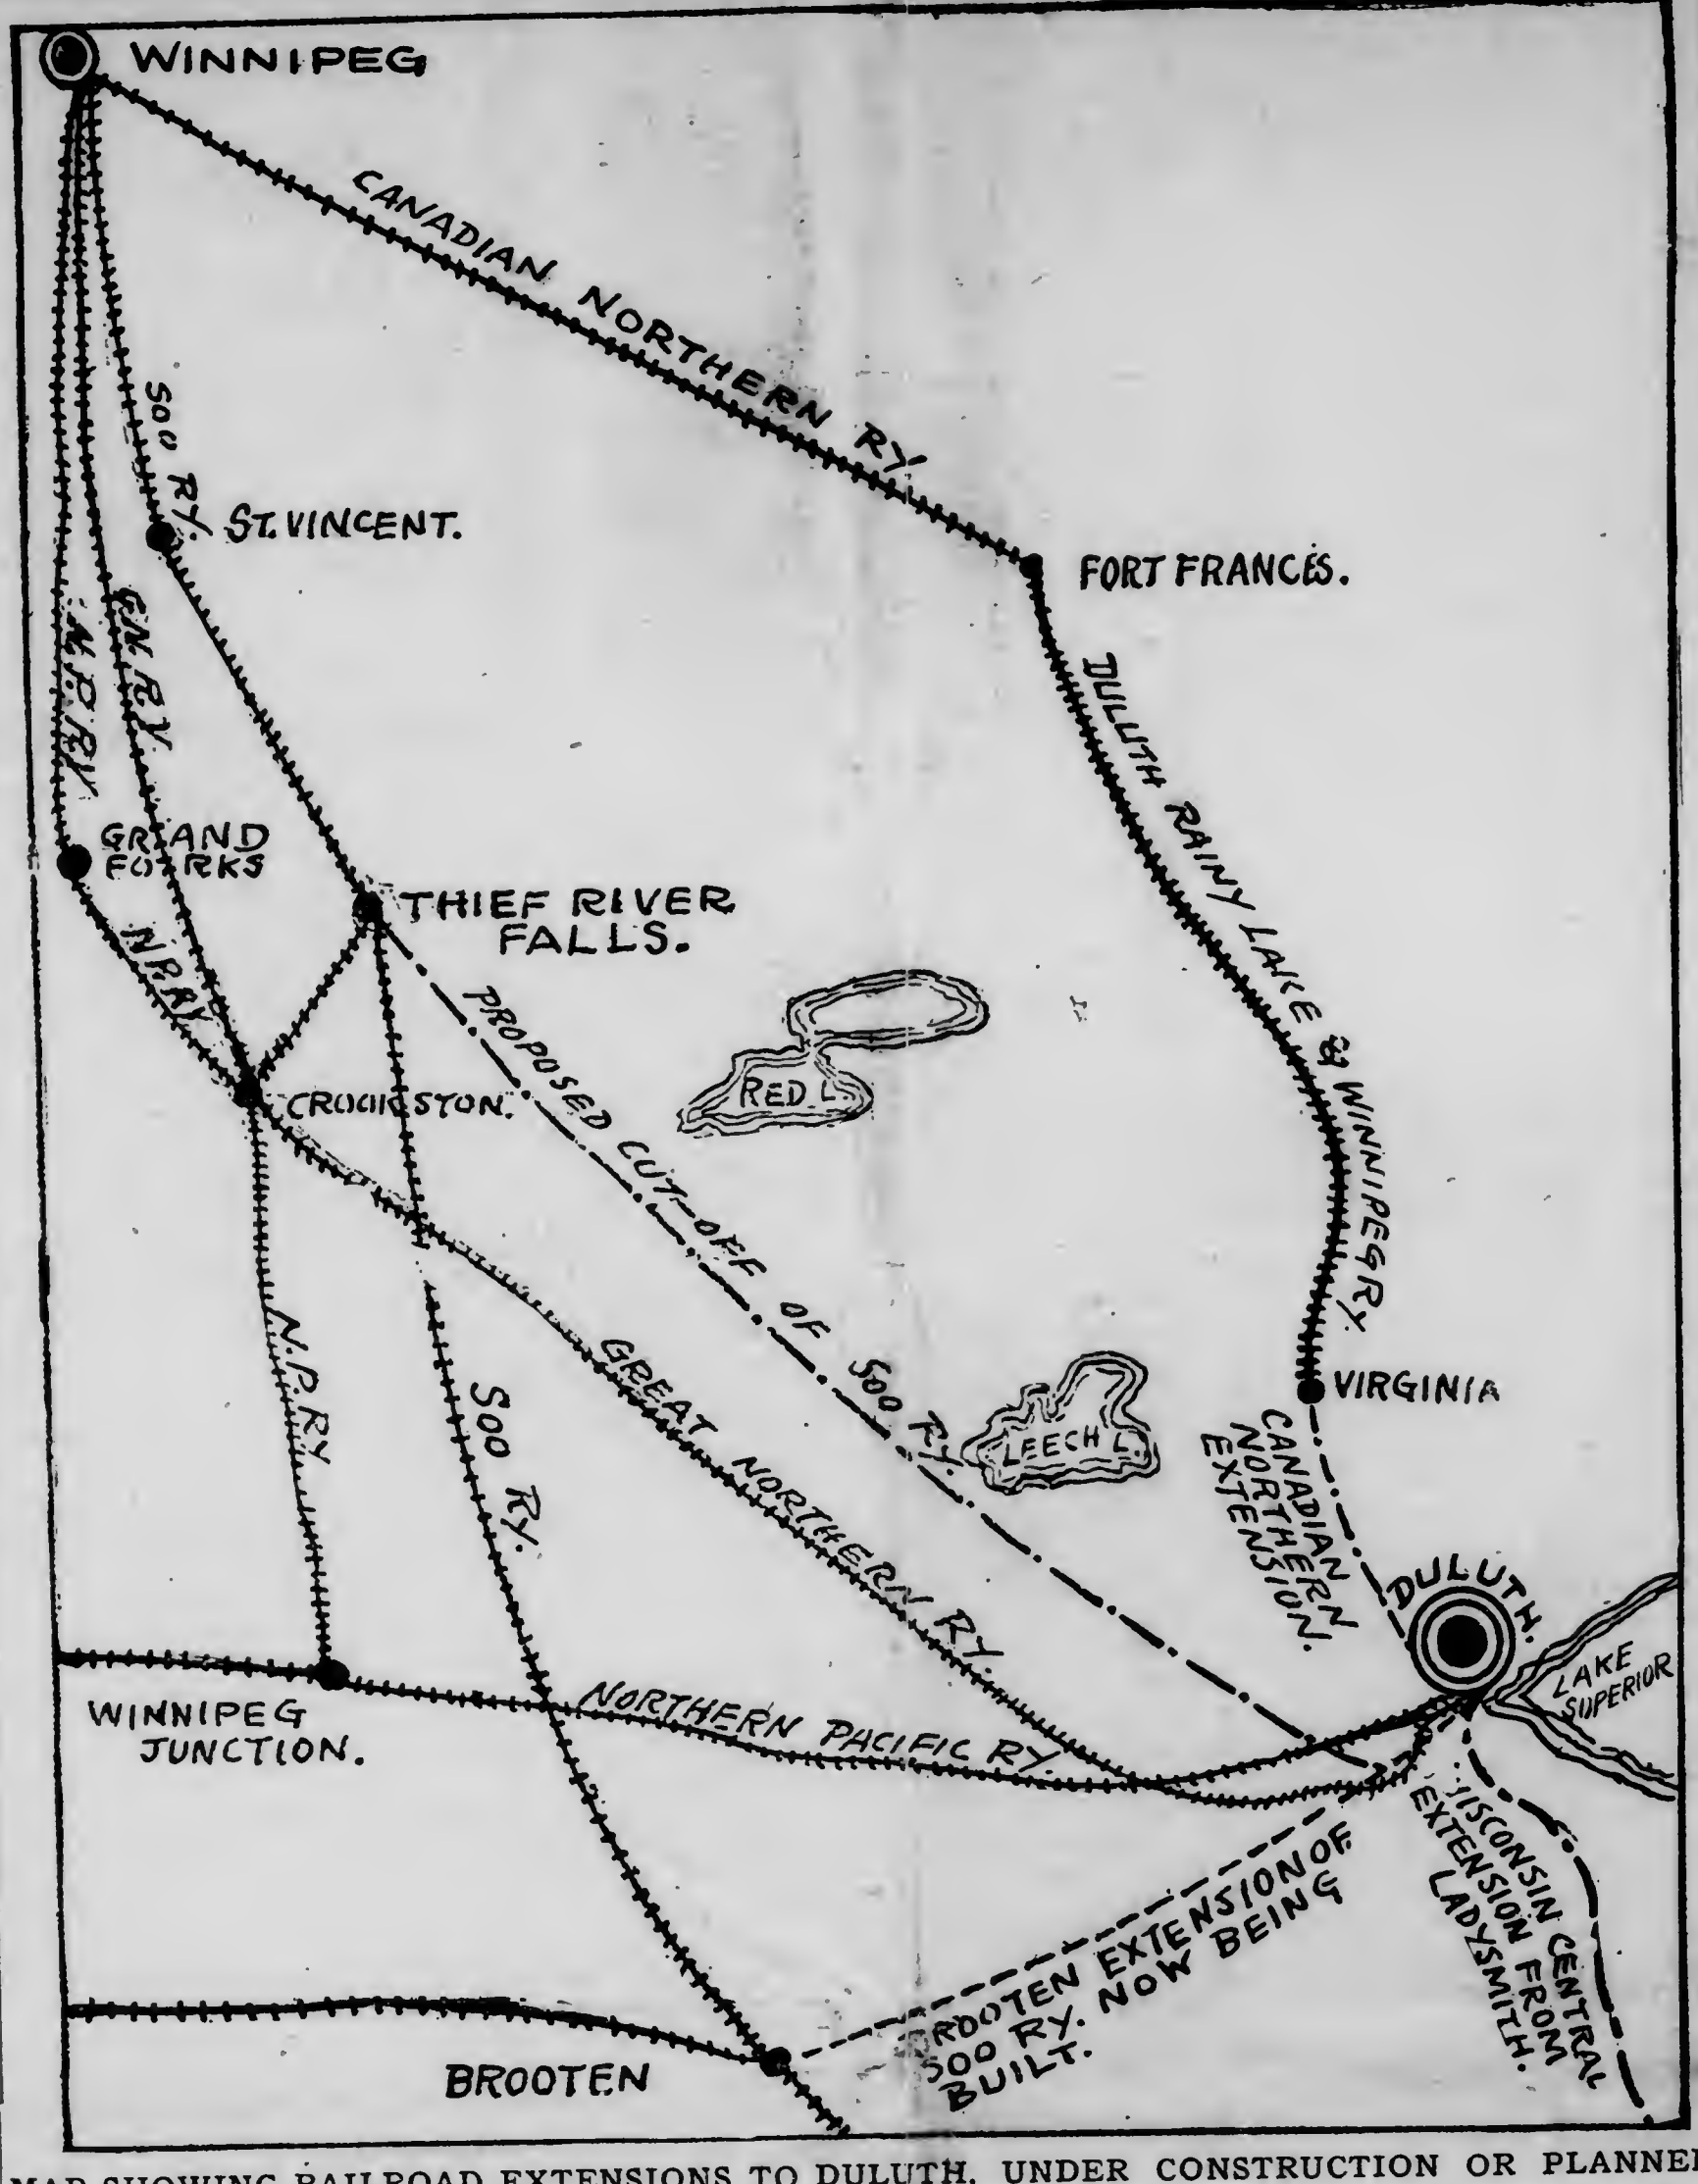 WINNIPEG
CANADIAN NORTHERN RY.
SOO RY.
ST. VINCENT.
FORT FRANCES.
G.N. RY.
N.P. RY.
DULUTH RAINY LAKE & WINNIPEG RY.
GRAND
FORKS
THIEF RIVER
FALLS.
N.P. RY.
PROPOSED CUT-OFF OF SOO RY.
RED L.
CROOKSTON.
N.P. RY
SOO RY.
GREAT NORTHERN RY.
LEECH L.
VIRGINIA
CANADIAN
NORTHERN
EXTENSION.
DULUTH.
LAKE
SUPERIOR
WINNIPEG
JUNCTION.
NORTHERN PACIFIC RY.
WISCONSIN CENTRAL
EXTENSION FROM
LADYSMITH.
BROOTEN EXTENSION OF
SOO RY. NOW BEING
BUILT.
BROOTEN
MAP SHOWING RAILROAD EXTENSIONS TO DULUTH, UNDER CONSTRUCTION OR PLANNED